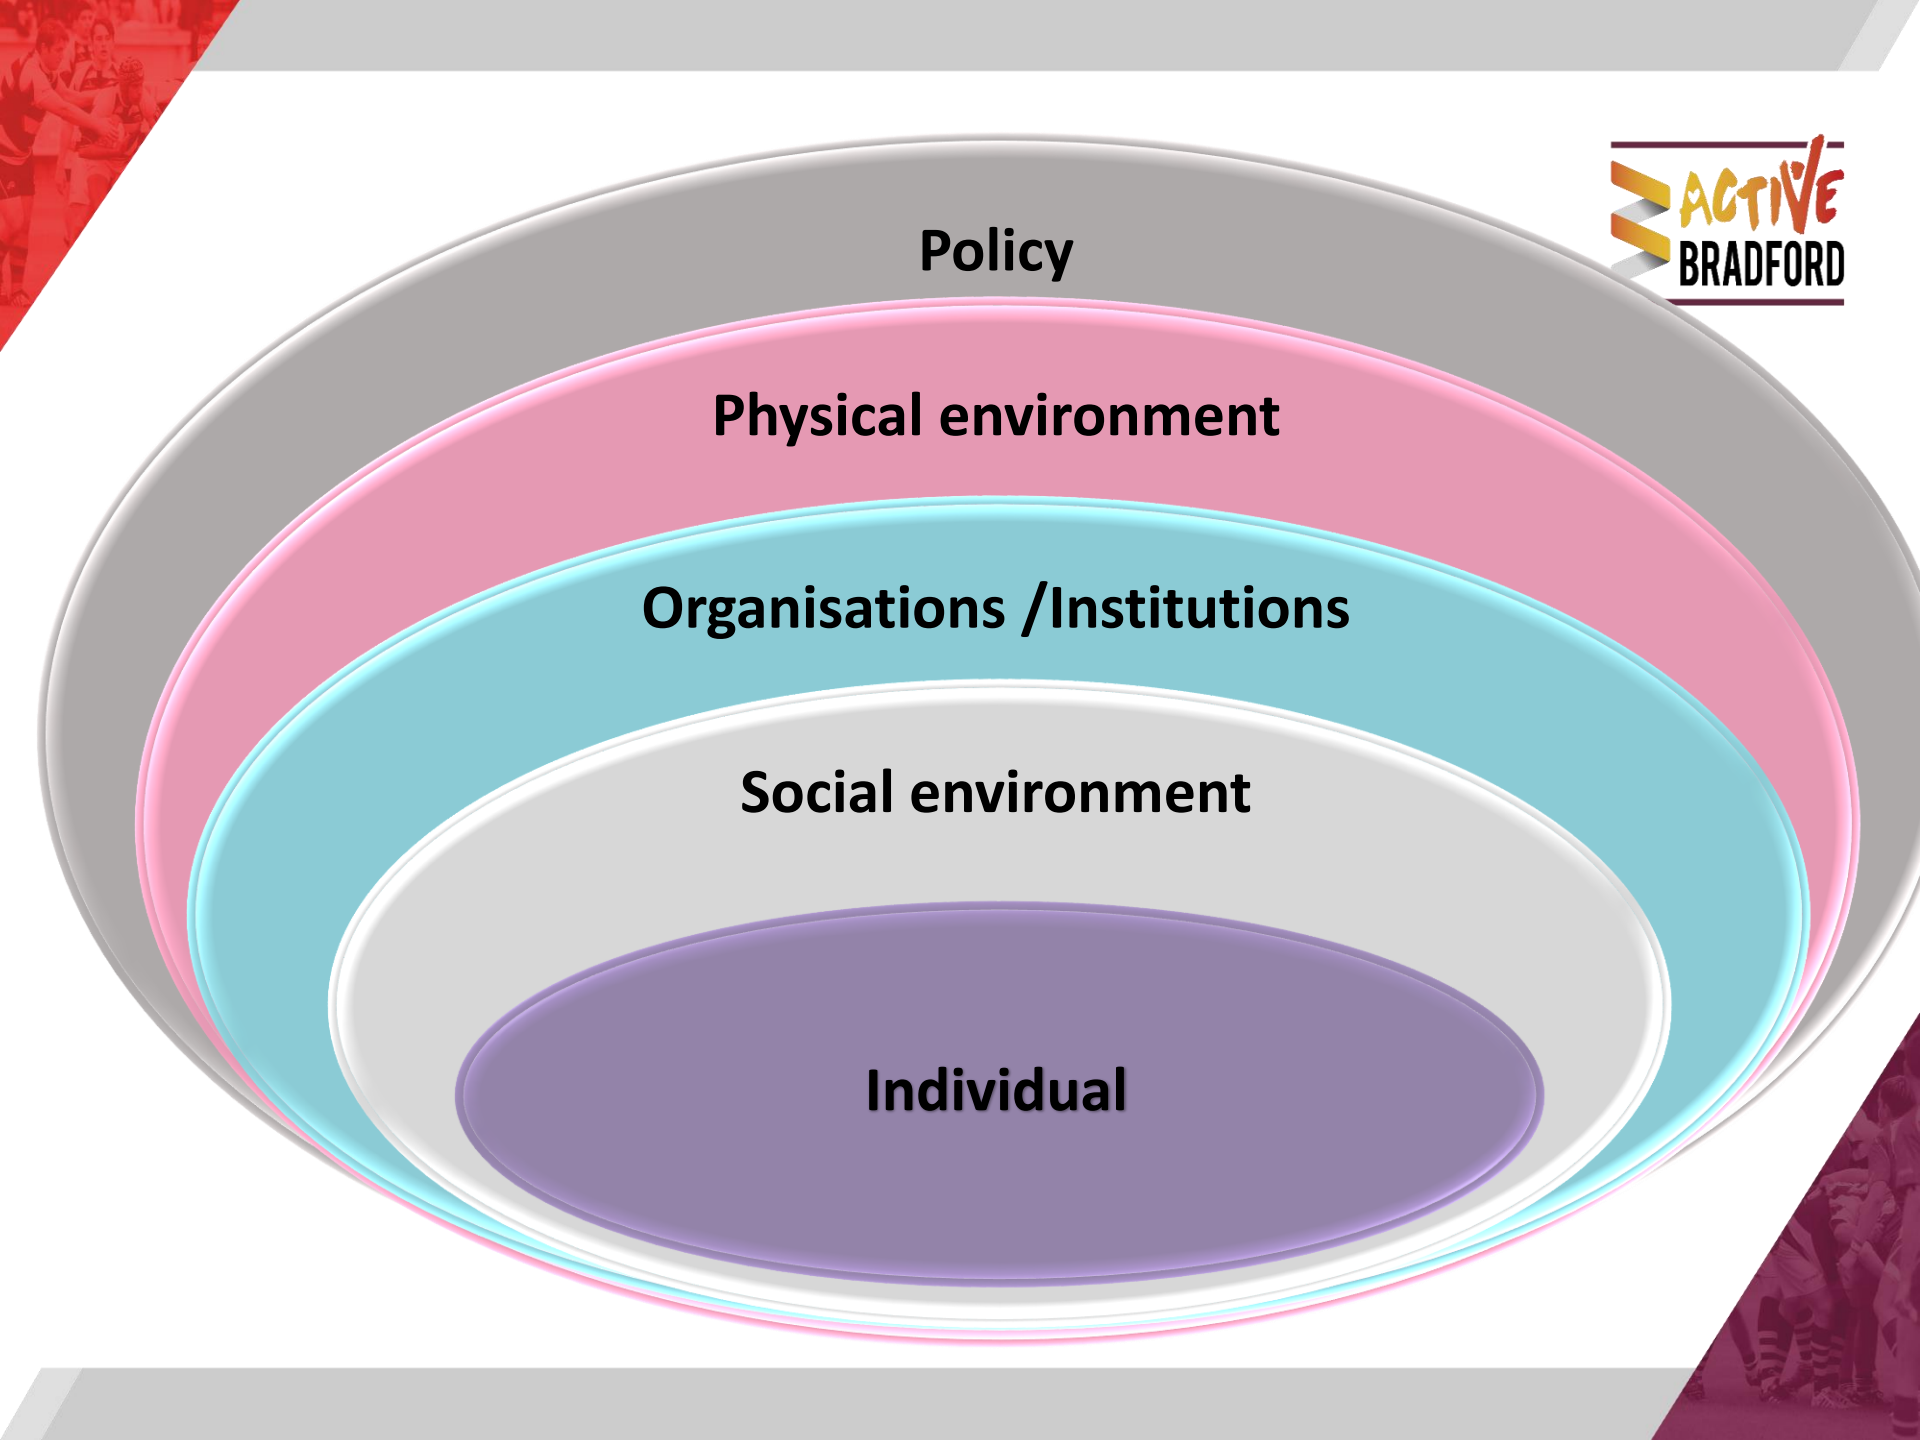 ACTIVE
BRADFORD
Policy
Physical environment
Organisations /Institutions
Social environment
Individual